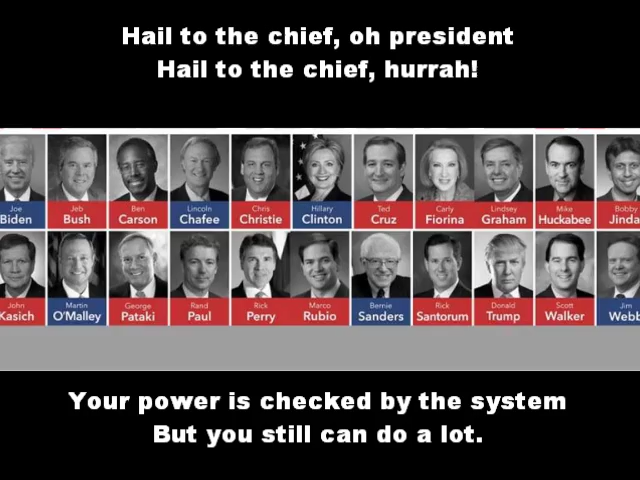 Hail to the chief, oh president
Hail to the chief, hurrah!
Joe Biden
Jeb Bush
Ben Carson
Lincoln Chafee
Chris Christie
Hillary Clinton
Ted Cruz
Carly Fiorina
Lindsey Graham
Mike Huckabee
Bobby Jinda
John Kasich
Martin O'Malley
George Pataki
Rand Paul
Rick Perry
Marco Rubio
Bernie Sanders
Rick Santorum
Donald Trump
Scott Walker
Jim Webb
Your power is checked by the system
But you still can do a lot.